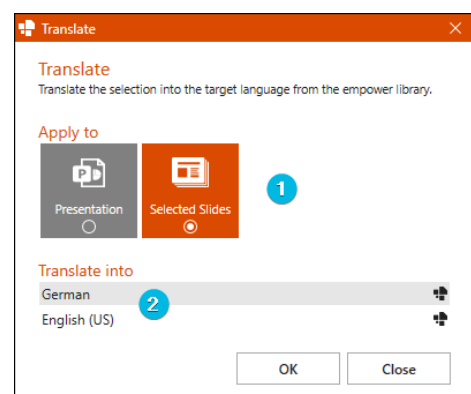 Translate
Translate
Translate the selection into the target language from the empower library.
Apply to
Presentation
Selected Slides
1
Translate into
German
2
English (US)
OK
Close